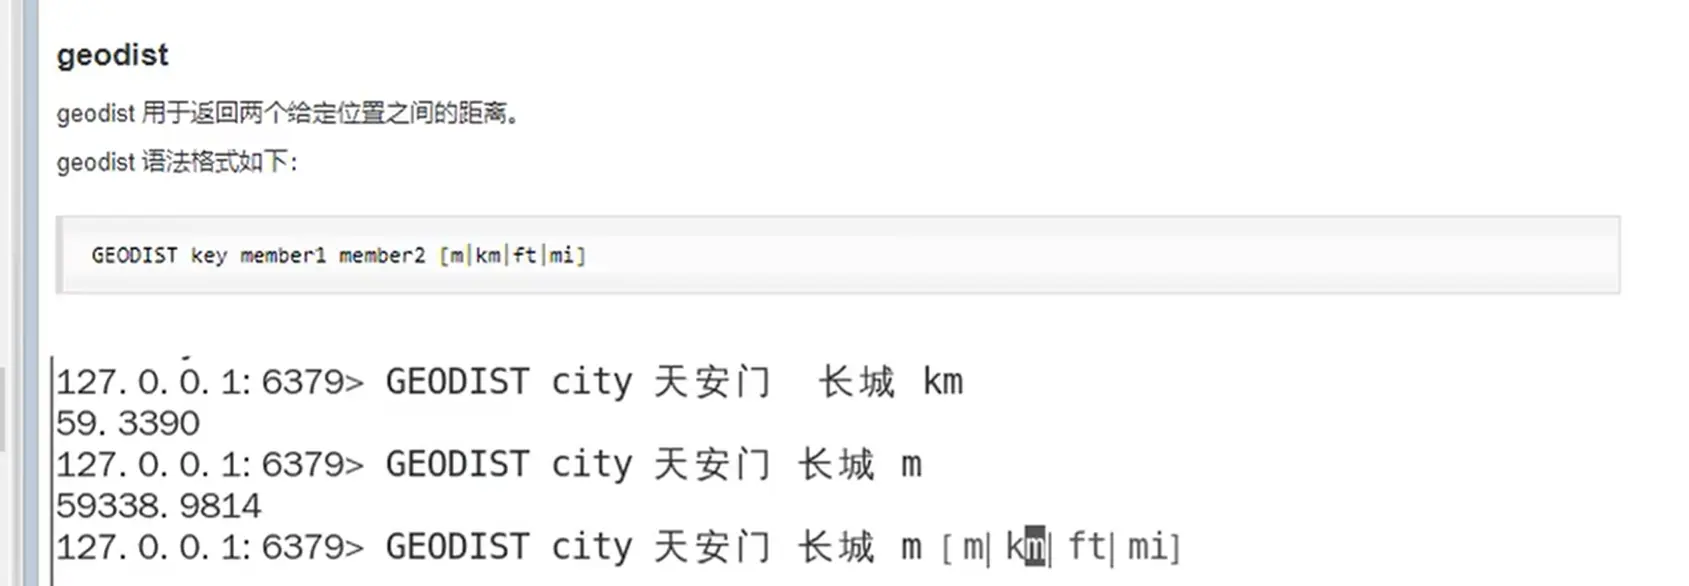 geodist
geodist 用于返回两个给定位置之间的距离。
geodist 语法格式如下：
GEODIST key member1 member2 [m|km|ft|mi]
127.0.0.1:6379> GEODIST city 天安门  长城 km
59.3390
127.0.0.1:6379> GEODIST city 天安门 长城 m
59338.9814
127.0.0.1:6379> GEODIST city 天安门 长城 m [m|km|ft|mi]